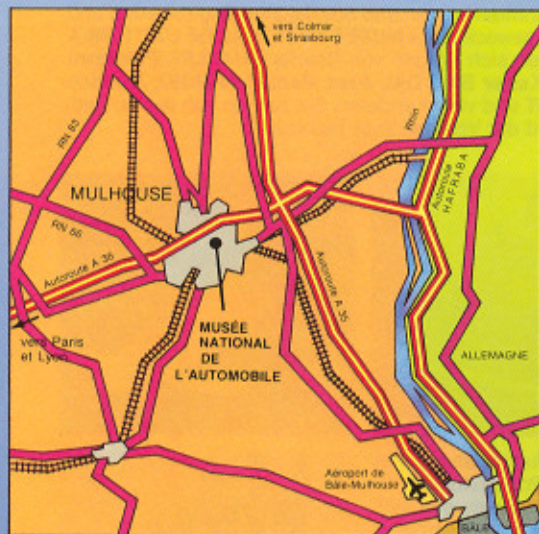 vers Colmar
et Strasbourg
RN 83
Rhin
Autoroute
HAFRABA
MULHOUSE
RN 66
Autoroute A 36
Autoroute A 35
vers Paris
et Lyon
MUSÉE
NATIONAL
DE
L'AUTOMOBILE
ALLEMAGNE
Aéroport de
Bâle-Mulhouse
BÂLE